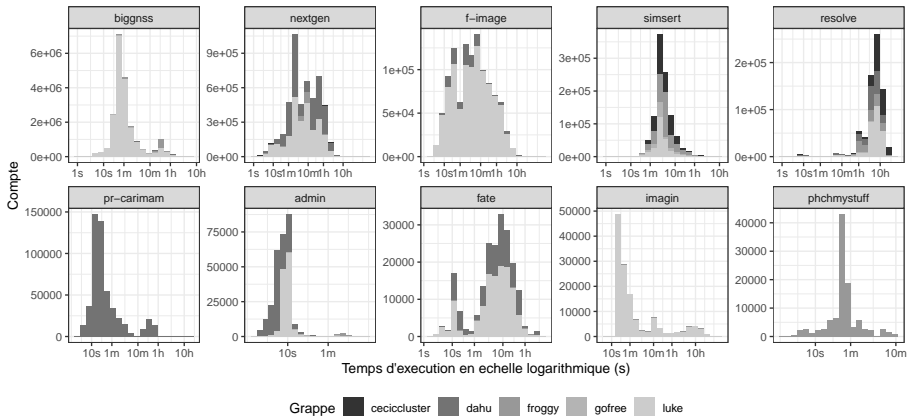 biggnss nextgen f-image simsert resolve
6e+06 9e+05 1e+05 3e+05 2e+05
4e+06 6e+05 2e+05
2e+06 3e+05 5e+04 1e+05 1e+05
0e+00 0e+00 0e+00 0e+00 0e+00
1s 10s 1m 10m 1h 10h 1s 10s 1m 10m 1h 10h 1s 10s 1m 10m 1h 10h 1s 10s 1m 10m 1h 10h 1s 10s 1m 10m 1h 10h
Compte
pr-carimam admin fate imagin phchmystuff
150000 75000 30000 50000 40000
100000 50000 20000 40000 30000
50000 25000 10000 30000 20000
20000 10000
10000
0 0 0 0 0
10s 1m 10m 1h 10h 10s 1m 1s 10s 1m 10m 1h 10h 10s 1m 10m 1h 10h 10s 1m 10m
Temps d'execution en echelle logarithmique (s)
Grappe ceciccluster dahu froggy gofree luke